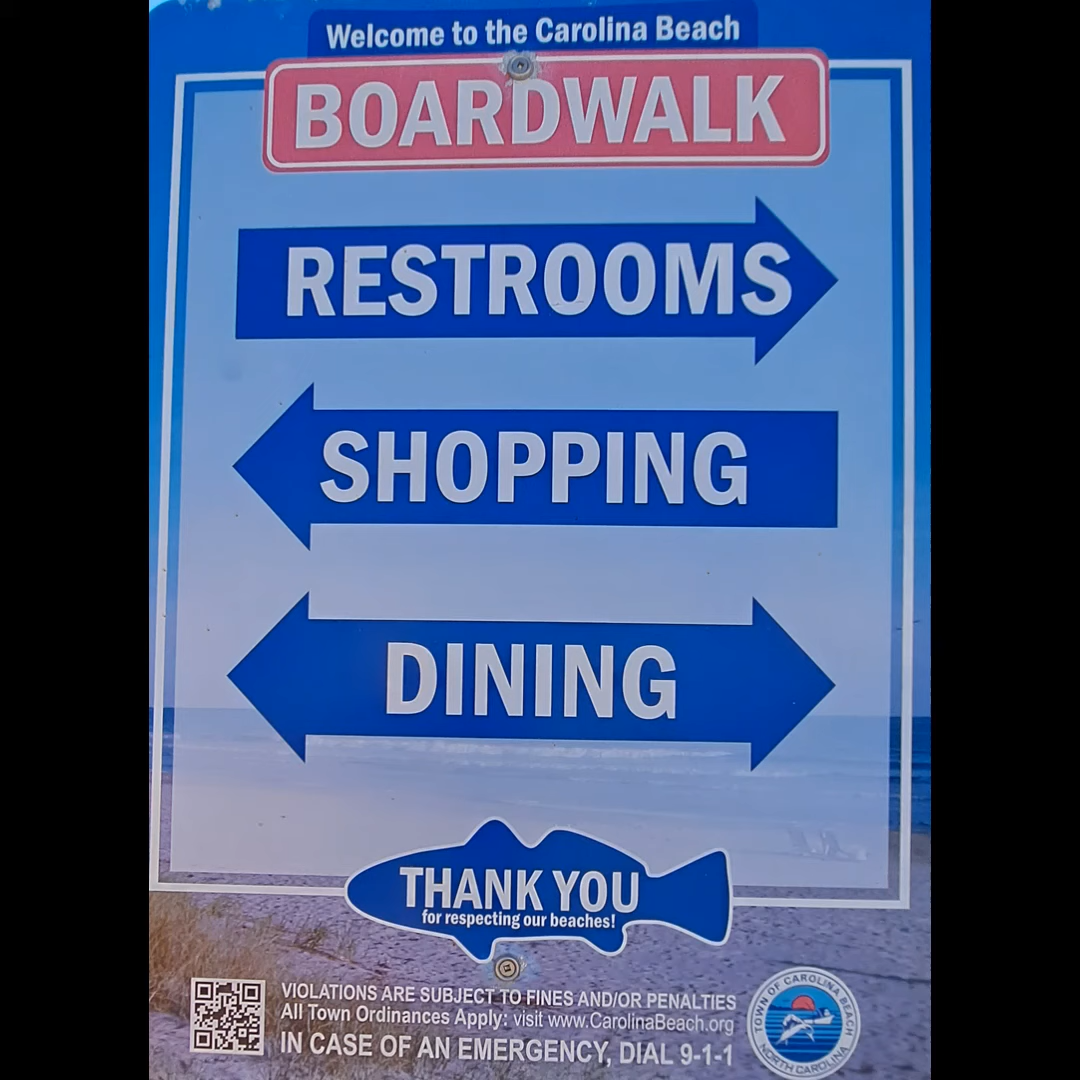 Welcome to the Carolina Beach
BOARDWALK
RESTROOMS
SHOPPING
DINING
THANK YOU
for respecting our beaches!
VIOLATIONS ARE SUBJECT TO FINES AND/OR PENALTIES
All Town Ordinances Apply: visit www.CarolinaBeach.org
IN CASE OF AN EMERGENCY, DIAL 9-1-1
TOWN OF CAROLINA BEACH
NORTH CAROLINA